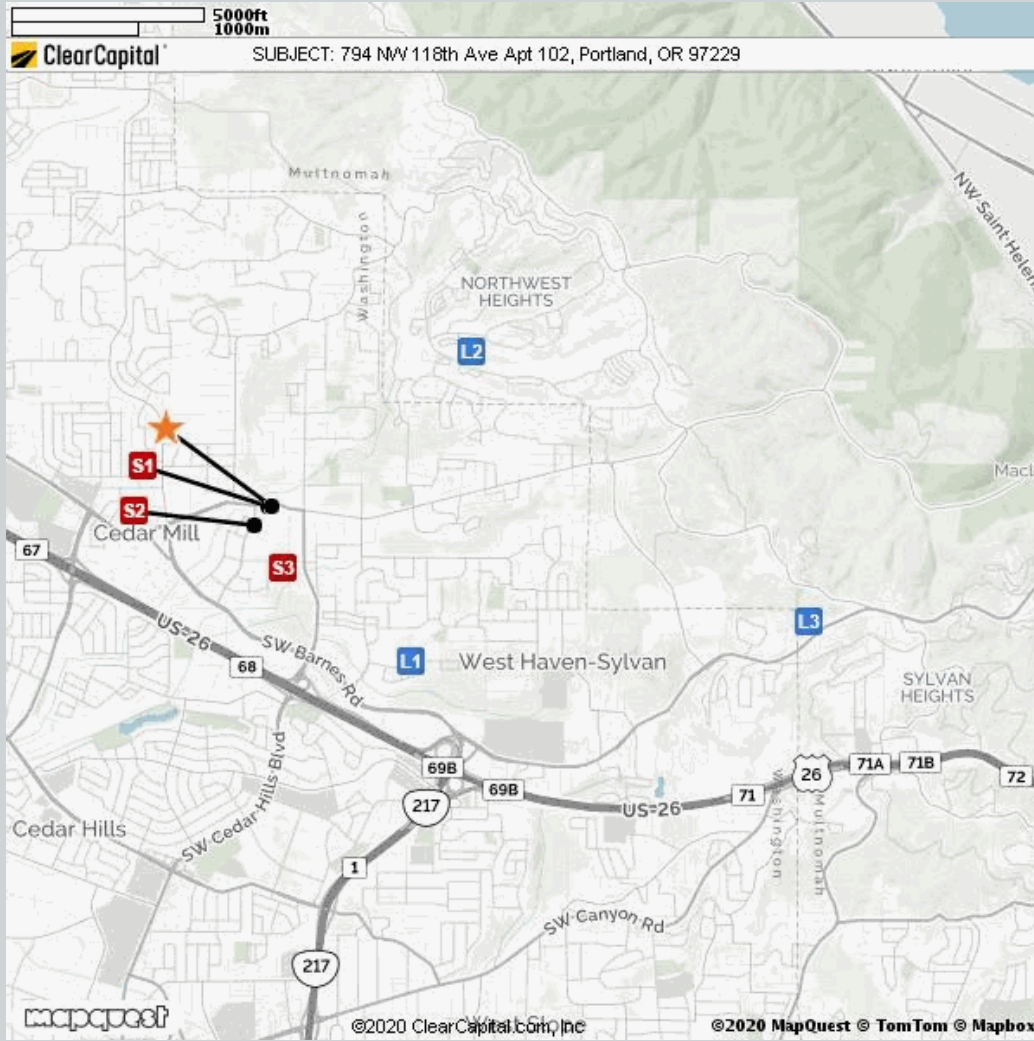 5000ft
1000m
ClearCapital
SUBJECT: 794 NW 118th Ave Apt 102, Portland, OR 97229
Multnomah
Washington
NW Saint Helen
NORTHWEST
HEIGHTS
L2
S1
S2
Cedar Mill
Macl
67
S3
US-26
SW Barnes Rd
68
L1
West Haven-Sylvan
L3
SYLVAN
HEIGHTS
69B
69B
217
US-26
71
26
71A
71B
72
Washington
Multnomah
Cedar Hills
SW Cedar Hills Blvd
1
SW Canyon Rd
217
mapquest
©2020 ClearCapital.com, Inc
©2020 MapQuest © TomTom © Mapbox